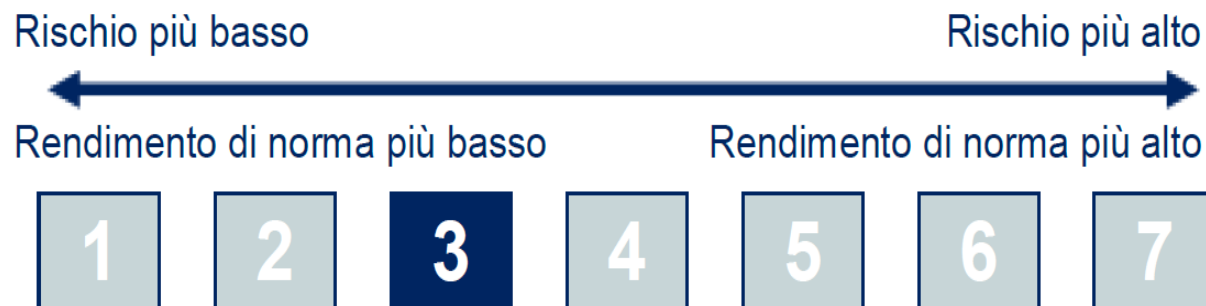 Rischio più basso Rischio più alto
Rendimento di norma più basso Rendimento di norma più alto
1 2 3 4 5 6 7